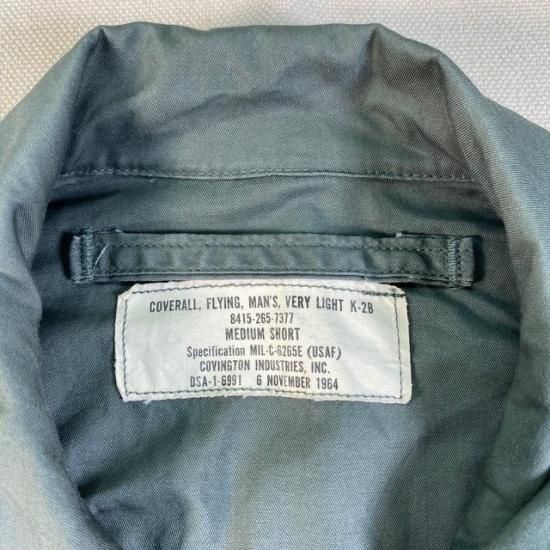 COVERALL, FLYING, MAN'S, VERY LIGHT K-2B
8415-265-7377
MEDIUM SHORT
Specification MIL-C-6265E (USAF)
COVINGTON INDUSTRIES, INC.
DSA-1-6991 6 NOVEMBER 1964